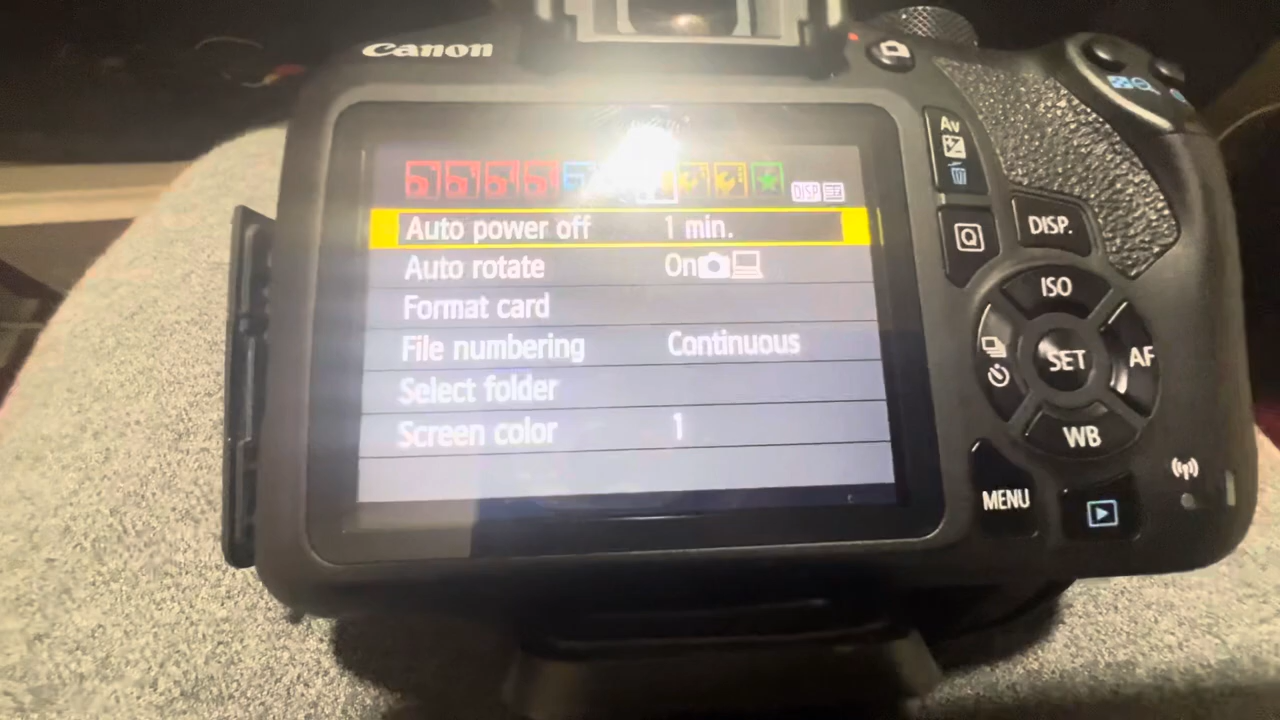 Canon
DISP
Auto power off 1 min.
Auto rotate On
Format card
File numbering Continuous
Select folder
Screen color 1
Av
Q
DISP.
ISO
SET
AF
WB
MENU